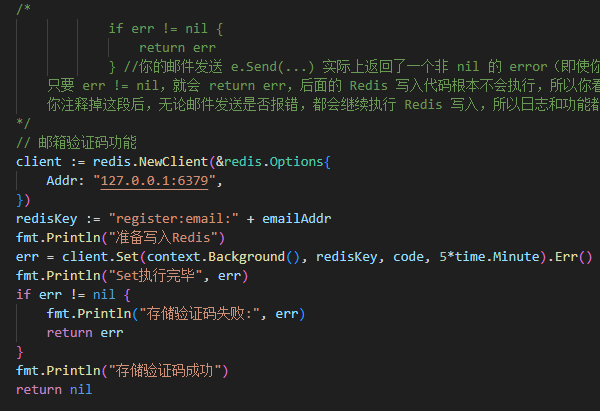 /*
if err != nil {
return err
} //你的邮件发送 e.Send(...) 实际上返回了一个非 nil 的 error（即使你
只要 err != nil，就会 return err，后面的 Redis 写入代码根本不会执行，所以你看
你注释掉这段后，无论邮件发送是否报错，都会继续执行 Redis 写入，所以日志和功能都
*/
// 邮箱验证码功能
client := redis.NewClient(&redis.Options{
Addr: "127.0.0.1:6379",
})
redisKey := "register:email:" + emailAddr
fmt.Println("准备写入Redis")
err = client.Set(context.Background(), redisKey, code, 5*time.Minute).Err()
fmt.Println("Set执行完毕", err)
if err != nil {
fmt.Println("存储验证码失败:", err)
return err
}
fmt.Println("存储验证码成功")
return nil